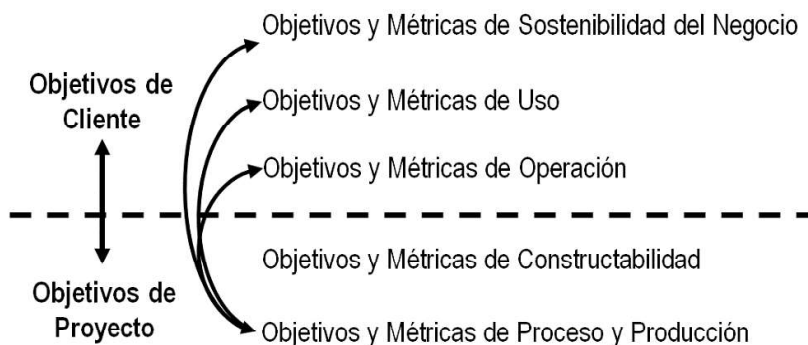 Objetivos y Métricas de Sostenibilidad del Negocio
Objetivos de
Cliente
Objetivos y Métricas de Uso
Objetivos y Métricas de Operación
Objetivos y Métricas de Constructabilidad
Objetivos de
Proyecto
Objetivos y Métricas de Proceso y Producción